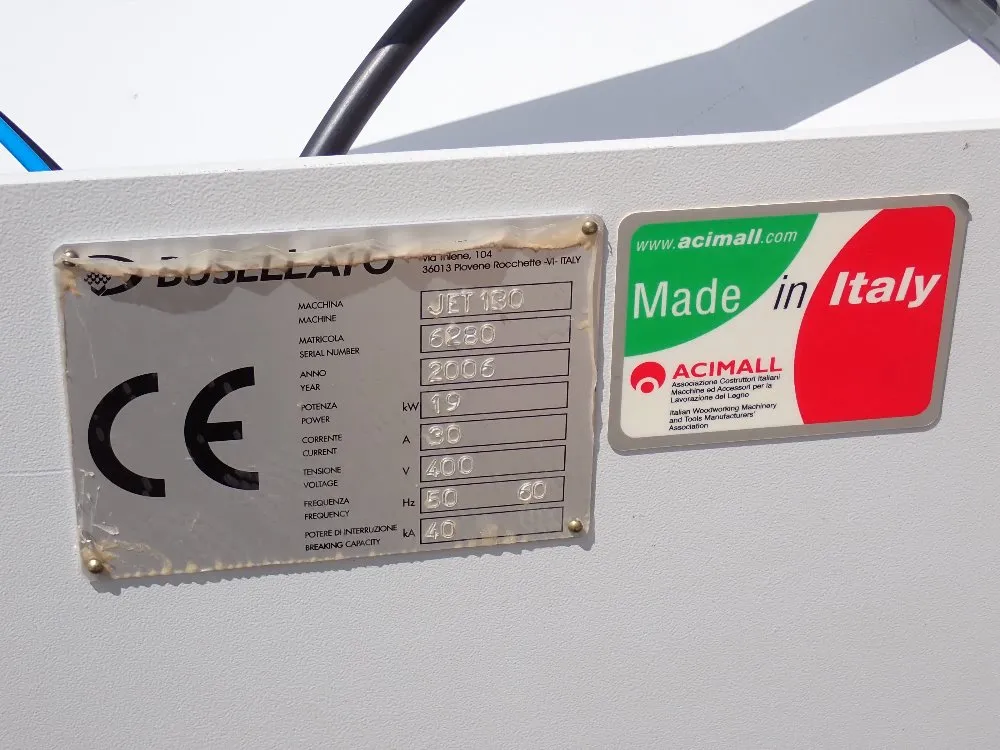 BUSELLATO
Via Thiene, 104
36013 Piovene Rocchette -VI- ITALY
MACCHINA
MACHINE
JET 130
MATRICOLA
SERIAL NUMBER
6R80
ANNO
YEAR
2006
POTENZA
POWER
kW 19
CORRENTE
CURRENT
A 30
TENSIONE
VOLTAGE
V 400
FREQUENZA
FREQUENCY
Hz 50 60
POTERE DI INTERRUZIONE
BREAKING CAPACITY
kA 40
CE
www.acimall.com
Made in Italy
ACIMALL
Associazione Costruttori Italiani
Macchine ed Accessori per la
Lavorazione del Legno
Italian Woodworking Machinery
and Tools Manufacturers'
Association